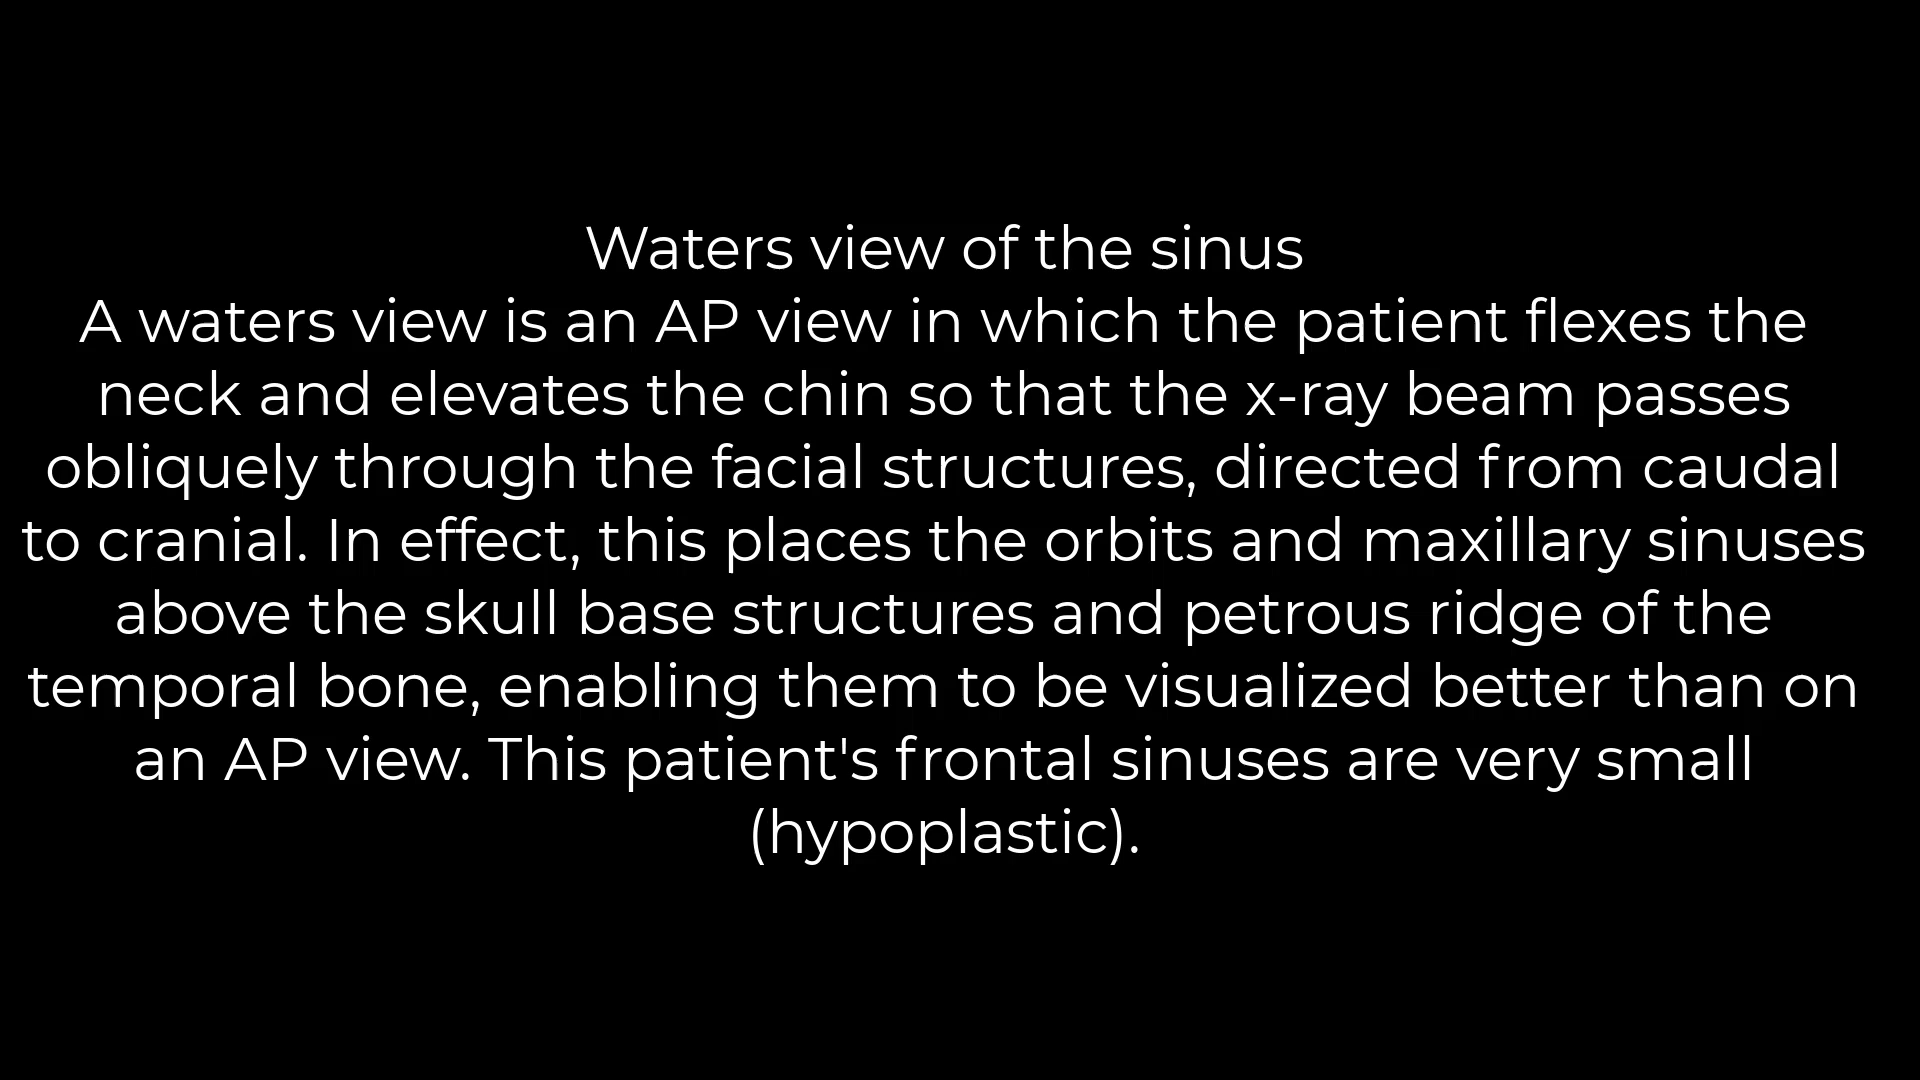 Waters view of the sinus
A waters view is an AP view in which the patient flexes the
neck and elevates the chin so that the x-ray beam passes
obliquely through the facial structures, directed from caudal
to cranial. In effect, this places the orbits and maxillary sinuses
above the skull base structures and petrous ridge of the
temporal bone, enabling them to be visualized better than on
an AP view. This patient's frontal sinuses are very small
(hypoplastic).